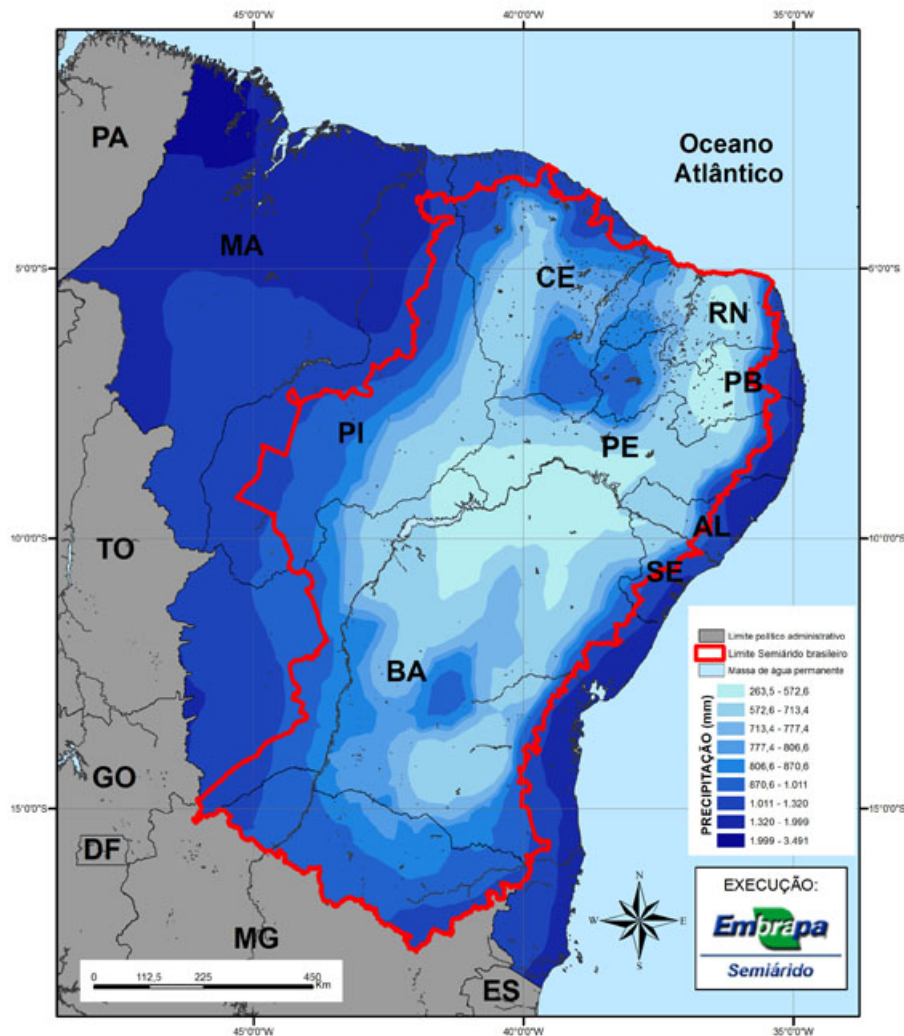 45°0'0"W
40°0'0"W
35°0'0"W
PA
Oceano
Atlântico
MA
5°0'0"S
5°0'0"S
CE
RN
PB
PI
PE
TO
10°0'0"S
10°0'0"S
AL
SE
BA
GO
15°0'0"S
15°0'0"S
DF
MG
ES
Limite político administrativo
Limite Semiárido brasileiro
Massa de água permanente
PRECIPITAÇÃO (mm)
263,5 - 572,6
572,6 - 713,4
713,4 - 777,4
777,4 - 806,6
806,6 - 870,6
870,6 - 1.011
1.011 - 1.320
1.320 - 1.999
1.999 - 3.491
EXECUÇÃO:
Embrapa
Semiárido
N
W
E
S
0 112,5 225 450
Km
45°0'0"W
40°0'0"W
35°0'0"W